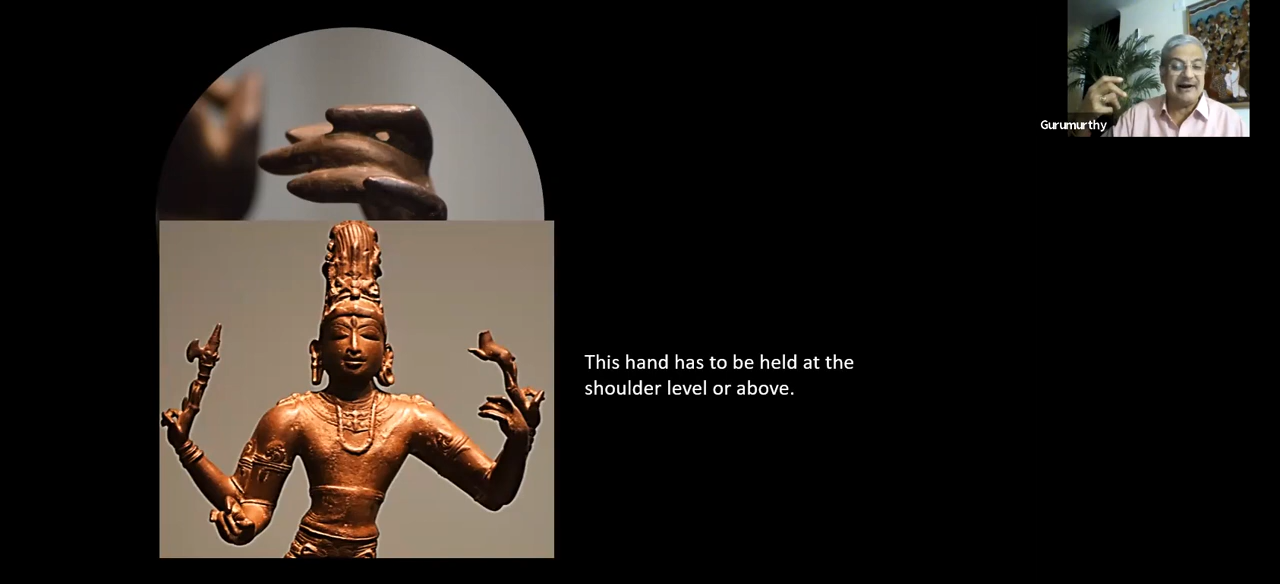 Gurumurthy
This hand has to be held at the
shoulder level or above.